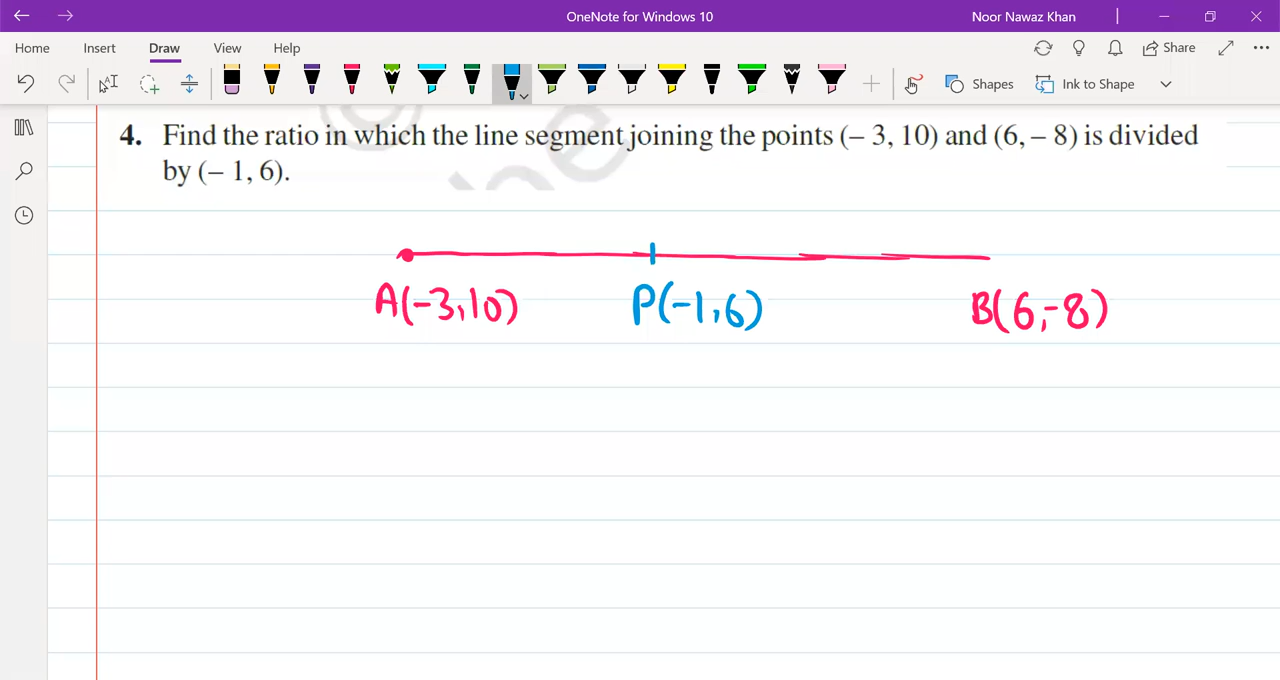 OneNote for Windows 10
Noor Nawaz Khan
Home Insert Draw View Help
Share
Shapes
Ink to Shape
4. Find the ratio in which the line segment joining the points (– 3, 10) and (6, – 8) is divided
by (– 1, 6).
A(-3,10) P(-1,6) B(6,-8)